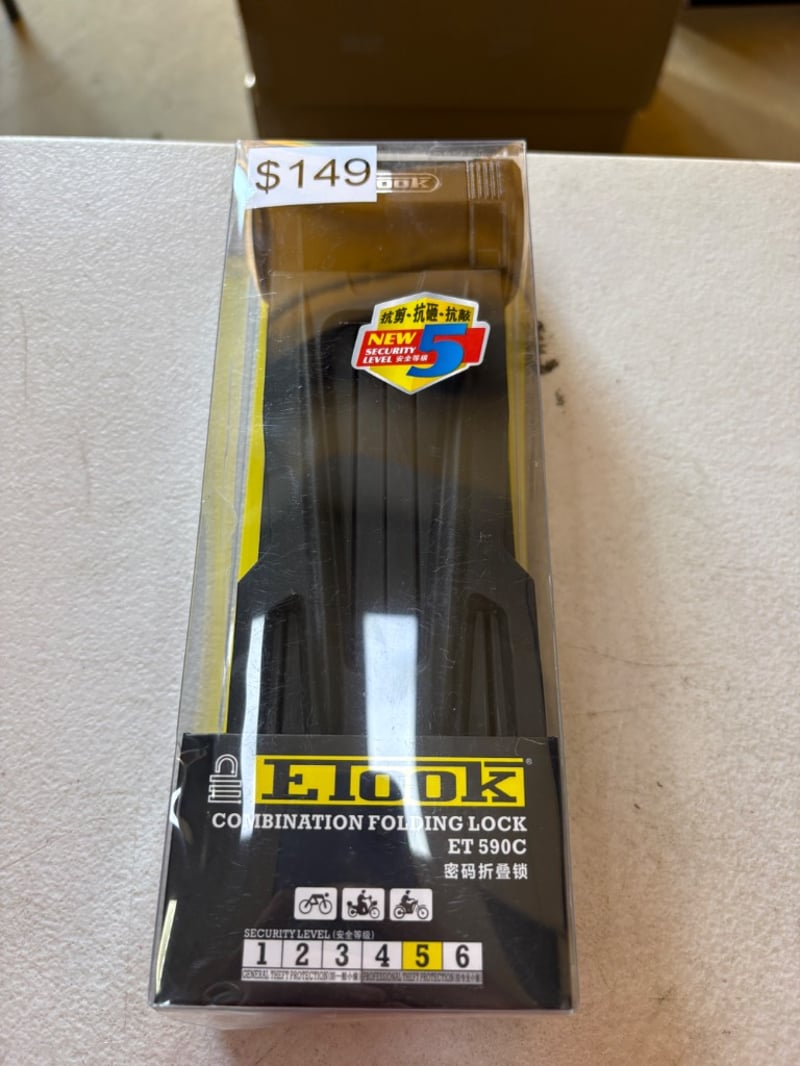 $149
抗剪·抗砸·抗敲
NEW
SECURITY
LEVEL 安全等级
5
ETOOK®
COMBINATION FOLDING LOCK
ET 590C
密码折叠锁
SECURITY LEVEL (安全等级)
1 2 3 4 5 6
GENERAL THEFT PROTECTION PROFESSIONAL THEFT PROTECTION